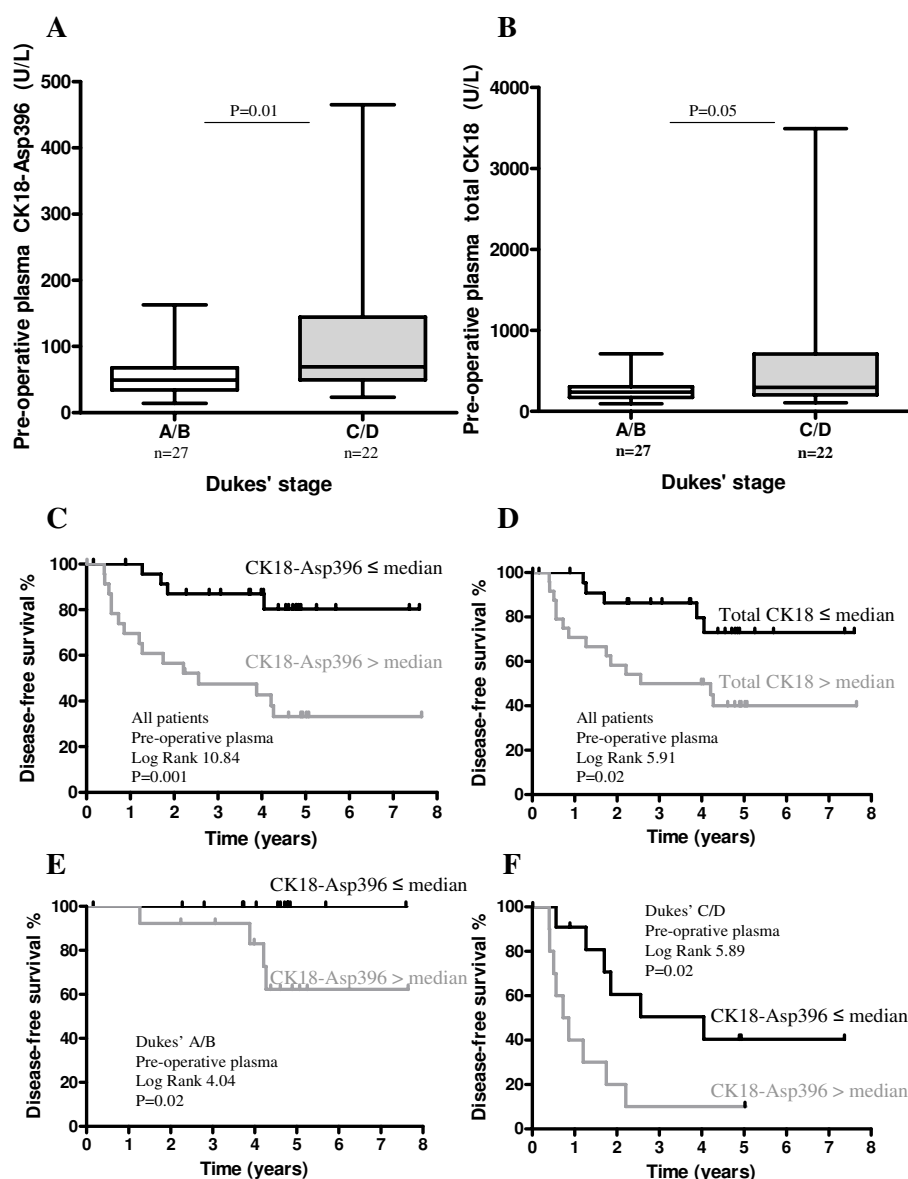 A
Pre-operative plasma CK18-Asp396 (U/L)
500
400
300
200
100
0
P=0.01
A/B
n=27
C/D
n=22
Dukes' stage
B
Pre-operative plasma total CK18 (U/L)
4000
3000
2000
1000
0
P=0.05
A/B
n=27
C/D
n=22
Dukes' stage
C
Disease-free survival %
100
80
60
40
20
0
CK18-Asp396 ≤ median
CK18-Asp396 > median
All patients
Pre-operative plasma
Log Rank 10.84
P=0.001
0 1 2 3 4 5 6 7 8
Time (years)
D
Disease-free survival %
100
80
60
40
20
0
Total CK18 ≤ median
Total CK18 > median
All patients
Pre-operative plasma
Log Rank 5.91
P=0.02
0 1 2 3 4 5 6 7 8
Time (years)
E
Disease-free survival %
100
80
60
40
20
0
CK18-Asp396 ≤ median
CK18-Asp396 > median
Dukes' A/B
Pre-operative plasma
Log Rank 4.04
P=0.02
0 1 2 3 4 5 6 7 8
Time (years)
F
Disease-free survival %
100
80
60
40
20
0
Dukes' C/D
Pre-oprative plasma
Log Rank 5.89
P=0.02
CK18-Asp396 ≤ median
CK18-Asp396 > median
0 1 2 3 4 5 6 7 8
Time (years)